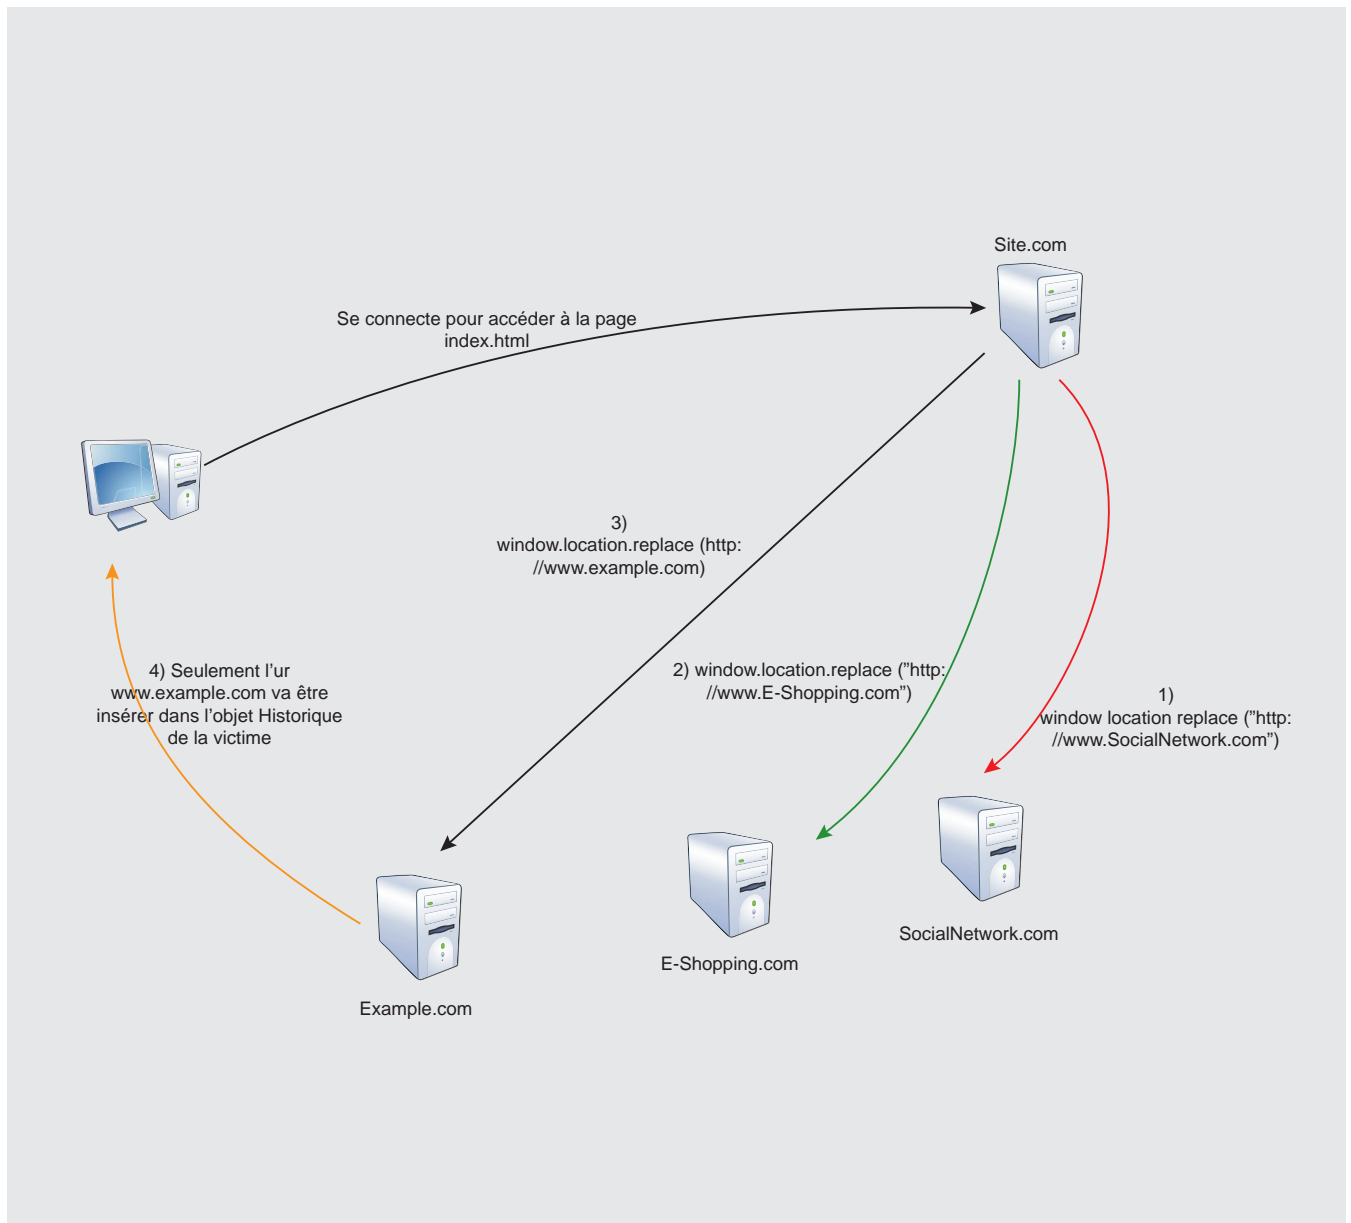 Site.com
Se connecte pour accéder à la page
index.html
3)
window.location.replace (http:
//www.example.com)
4) Seulement l’ur
www.example.com va être
insérer dans l’objet Historique
de la victime
2) window.location.replace (”http:
//www.E-Shopping.com”)
1)
window location replace (”http:
//www.SocialNetwork.com”)
SocialNetwork.com
E-Shopping.com
Example.com